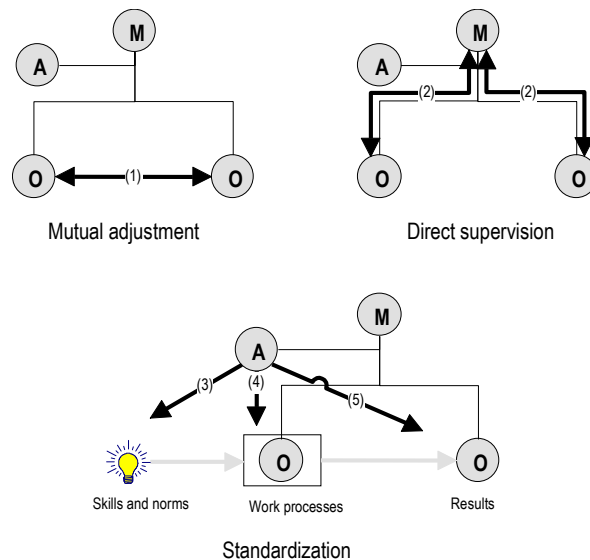 M
A
(1)
O
O
Mutual adjustment
M
A
(2)
(2)
O
O
Direct supervision
M
A
(3)
(4)
(5)
O
O
Skills and norms
Work processes
Results
Standardization